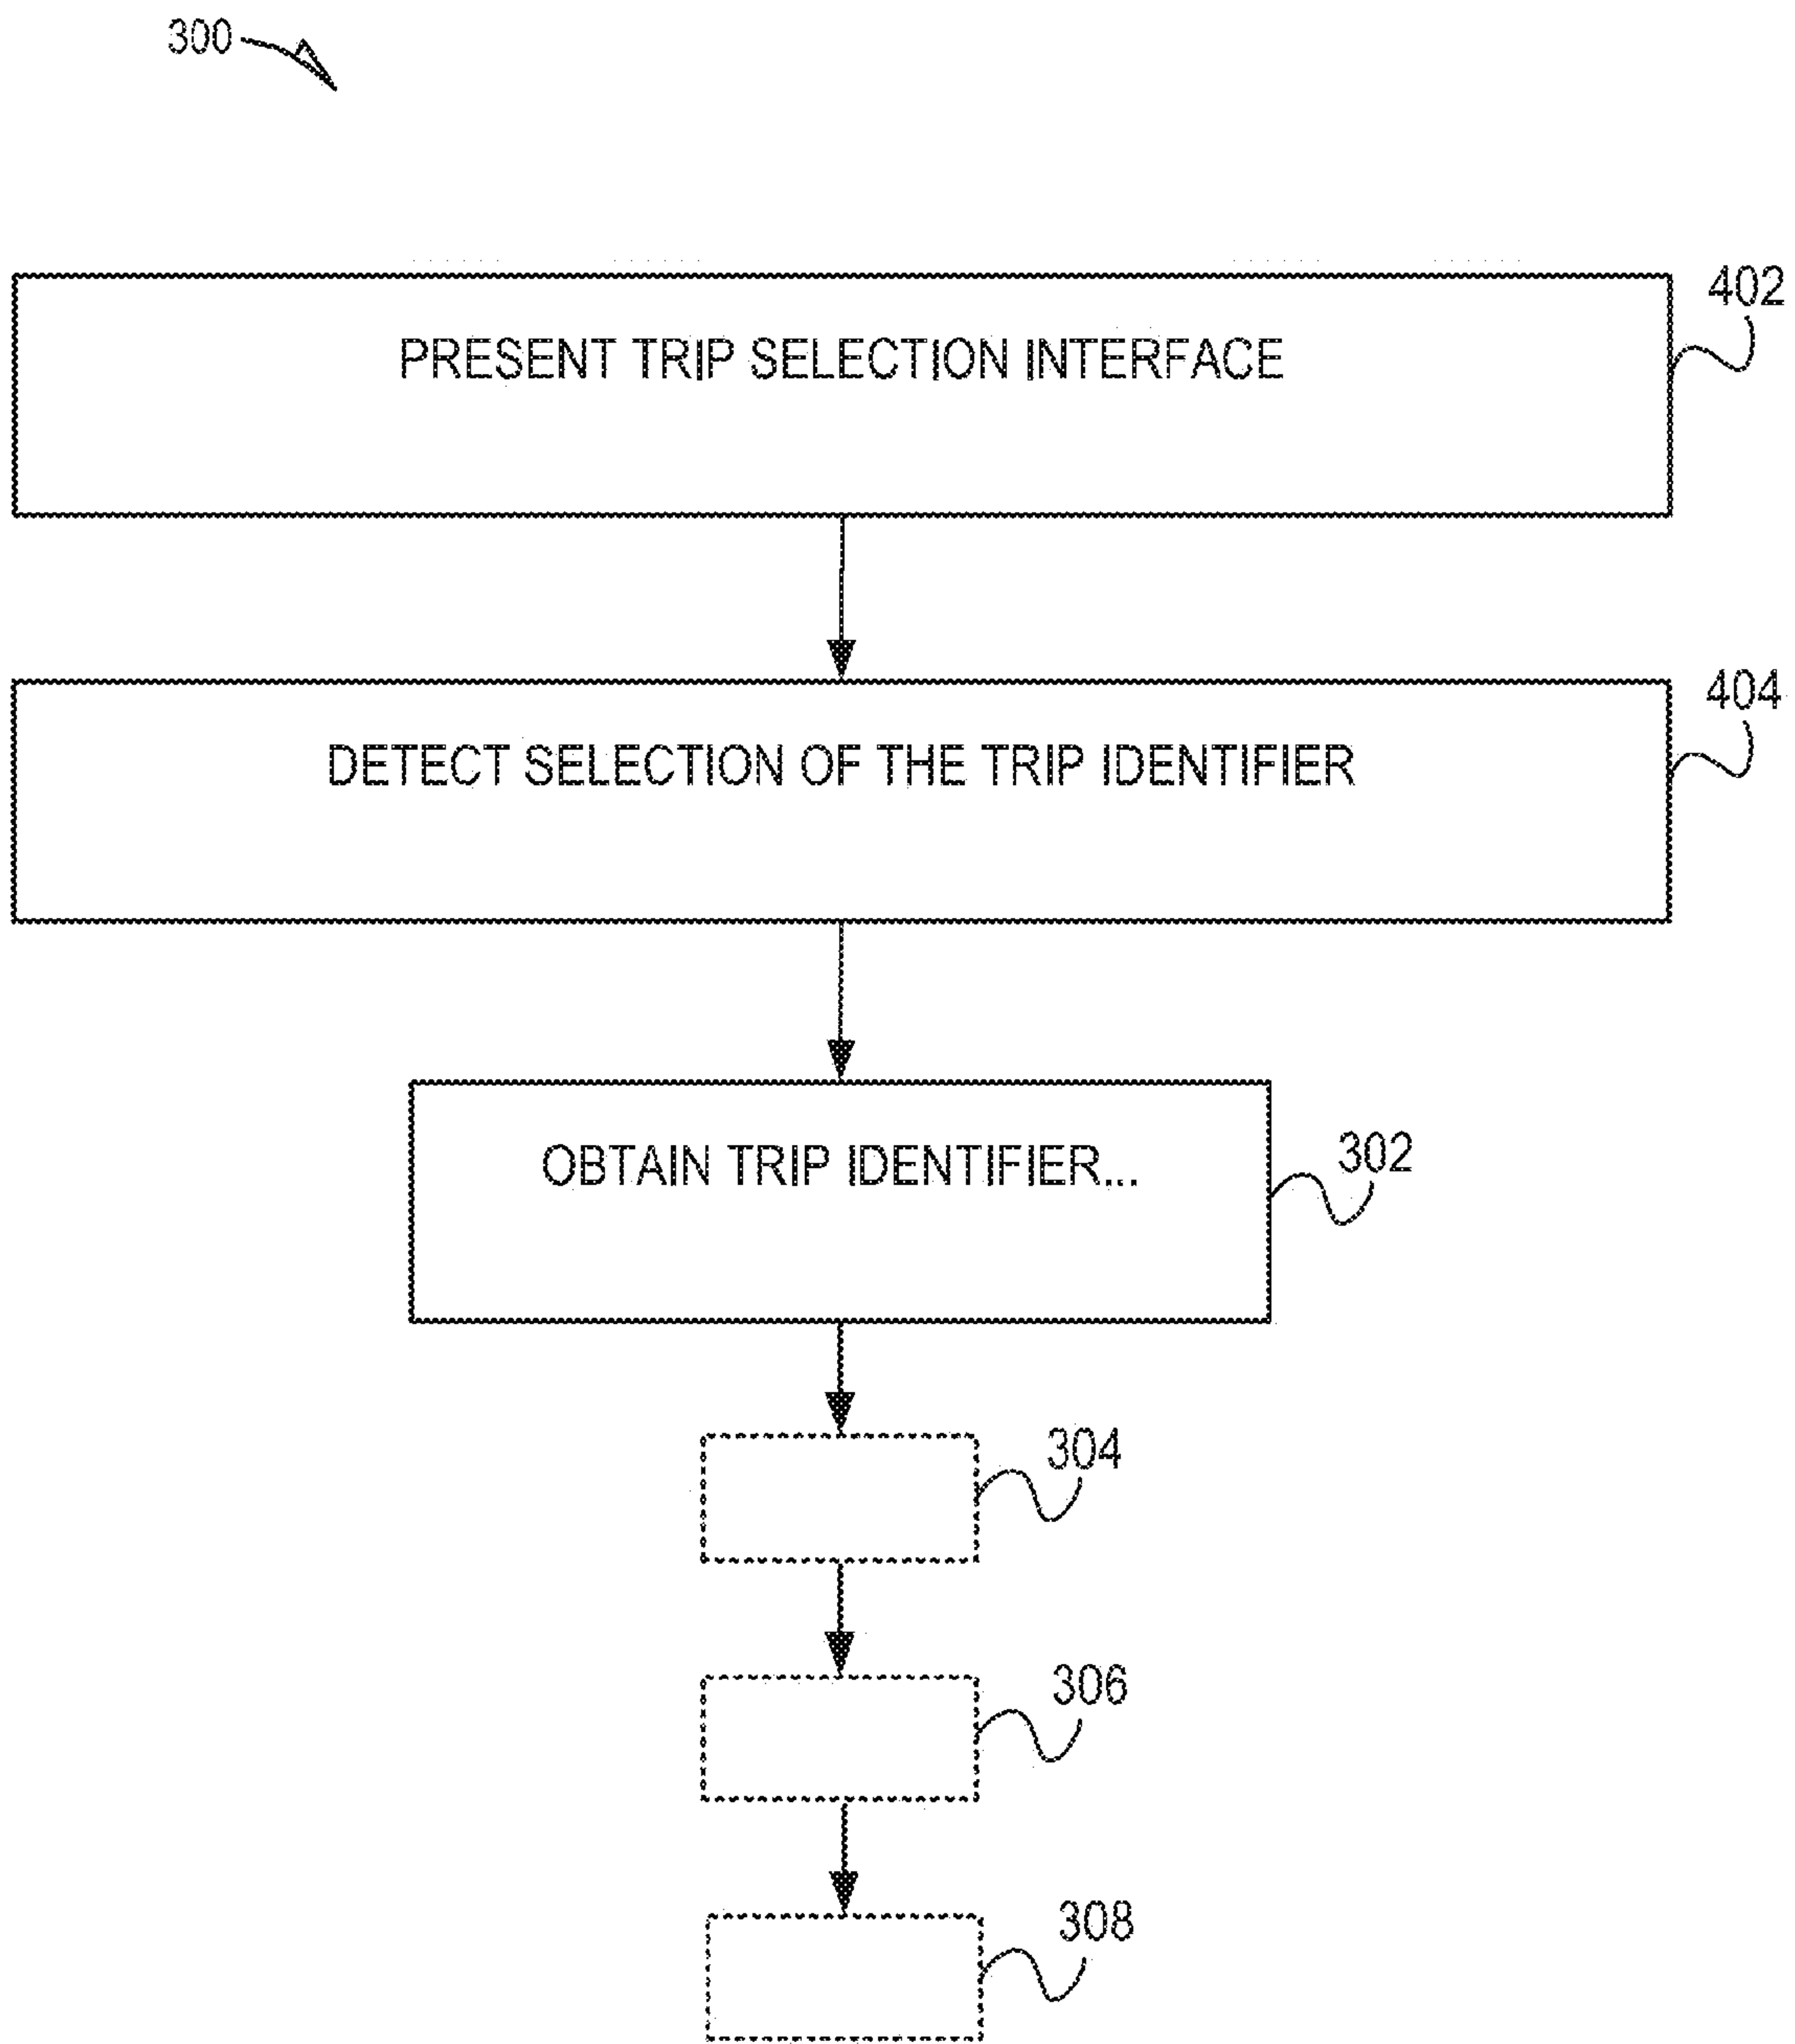 300
402
PRESENT TRIP SELECTION INTERFACE
404
DETECT SELECTION OF THE TRIP IDENTIFIER
302
OBTAIN TRIP IDENTIFIER...
304
306
308